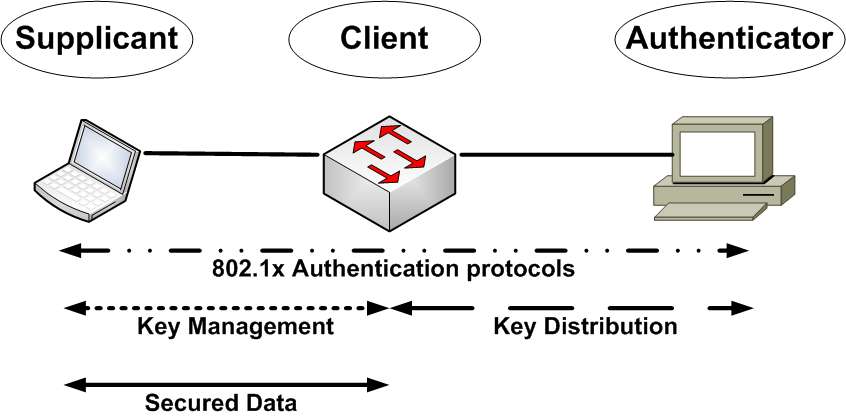 Supplicant
Client
Authenticator
802.1x Authentication protocols
Key Management
Key Distribution
Secured Data